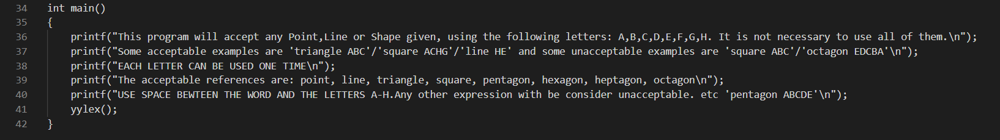 34 int main()
35 {
36 printf("This program will accept any Point,Line or Shape given, using the following letters: A,B,C,D,E,F,G,H. It is not necessary to use all of them.\n");
37 printf("Some acceptable examples are 'triangle ABC'/'square ACHG'/'line HE' and some unacceptable examples are 'square ABC'/'octagon EDCBA'\n");
38 printf("EACH LETTER CAN BE USED ONE TIME\n");
39 printf("The acceptable references are: point, line, triangle, square, pentagon, hexagon, heptagon, octagon\n");
40 printf("USE SPACE BEWTEEN THE WORD AND THE LETTERS A-H.Any other expression with be consider unacceptable. etc 'pentagon ABCDE'\n");
41 yylex();
42 }